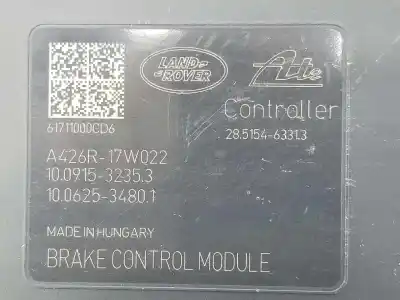 LAND-
ROVER
Ate
61711000CD6
Controller
28.5154-6331.3
A426R-17W022
10.0915-3235.3
10.0625-3480.1
MADE IN HUNGARY
BRAKE CONTROL MODULE